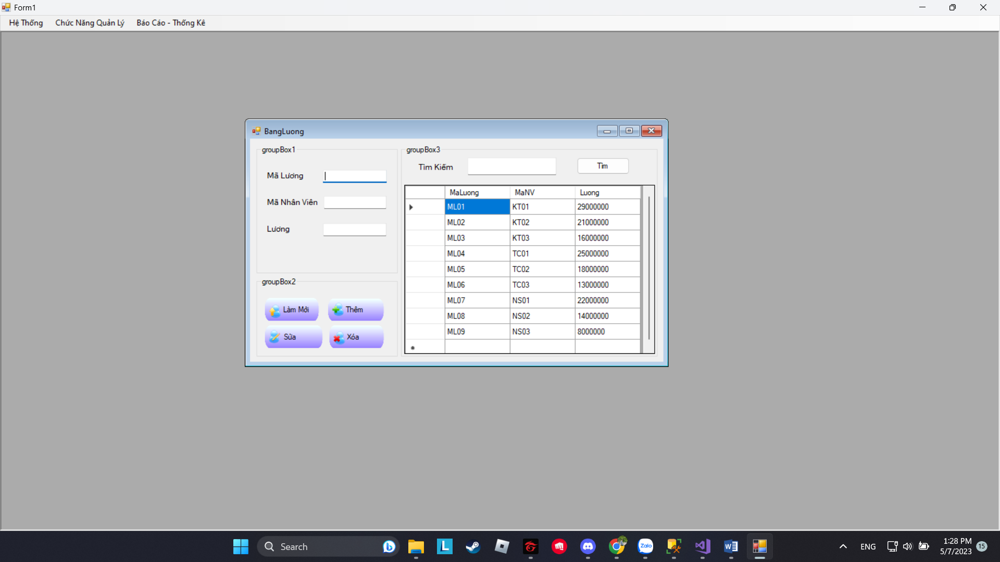 Form1
Hệ Thống Chức Năng Quản Lý Báo Cáo - Thống Kê
BangLuong
groupBox1
Mã Lương
Mã Nhân Viên
Lương
groupBox2
Làm Mới Thêm
Sửa Xóa
groupBox3
Tìm Kiếm Tìm
MaLuong MaNV Luong
ML01 KT01 29000000
ML02 KT02 21000000
ML03 KT03 16000000
ML04 TC01 25000000
ML05 TC02 18000000
ML06 TC03 13000000
ML07 NS01 22000000
ML08 NS02 14000000
ML09 NS03 8000000
Search L Zalo W ENG 1:28 PM 15
5/7/2023